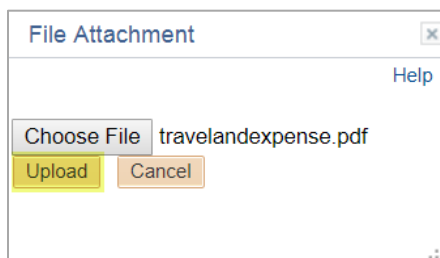 File Attachment
Help
Choose File travelandexpense.pdf
Upload Cancel